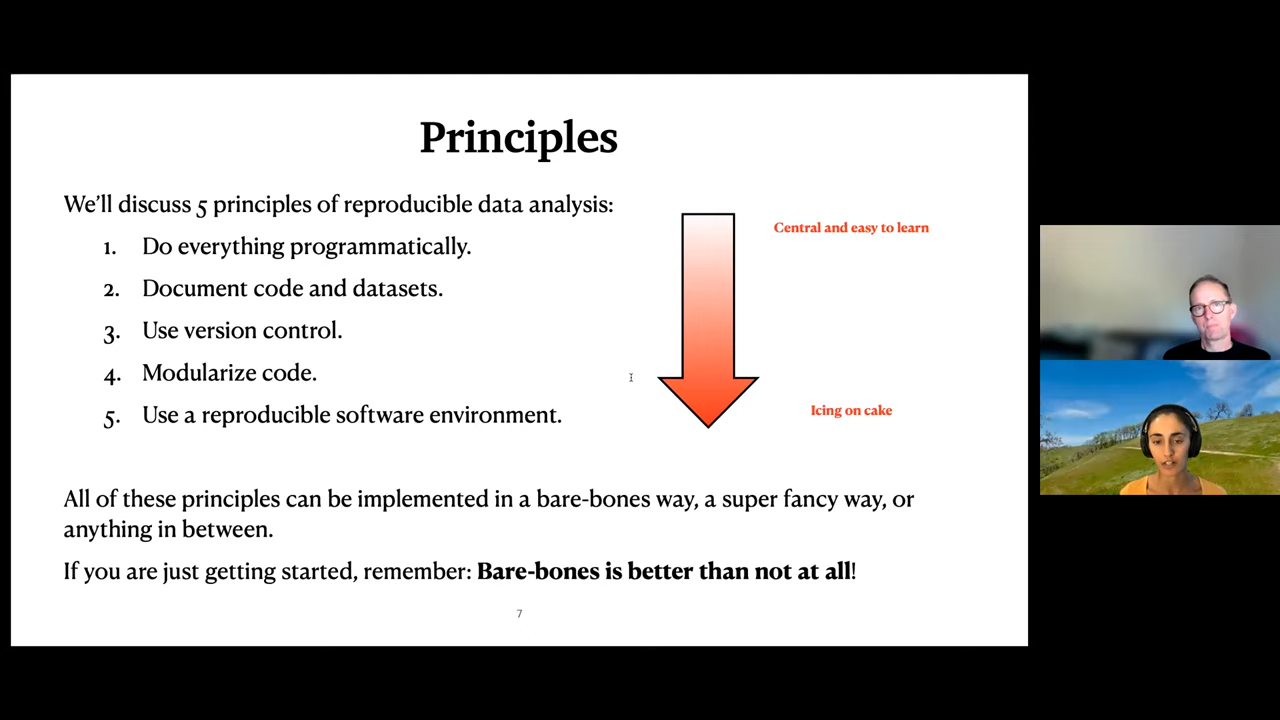 Principles
We’ll discuss 5 principles of reproducible data analysis:
1. Do everything programmatically.
2. Document code and datasets.
3. Use version control.
4. Modularize code.
5. Use a reproducible software environment.
Central and easy to learn
Icing on cake
All of these principles can be implemented in a bare-bones way, a super fancy way, or
anything in between.
If you are just getting started, remember: Bare-bones is better than not at all!
7